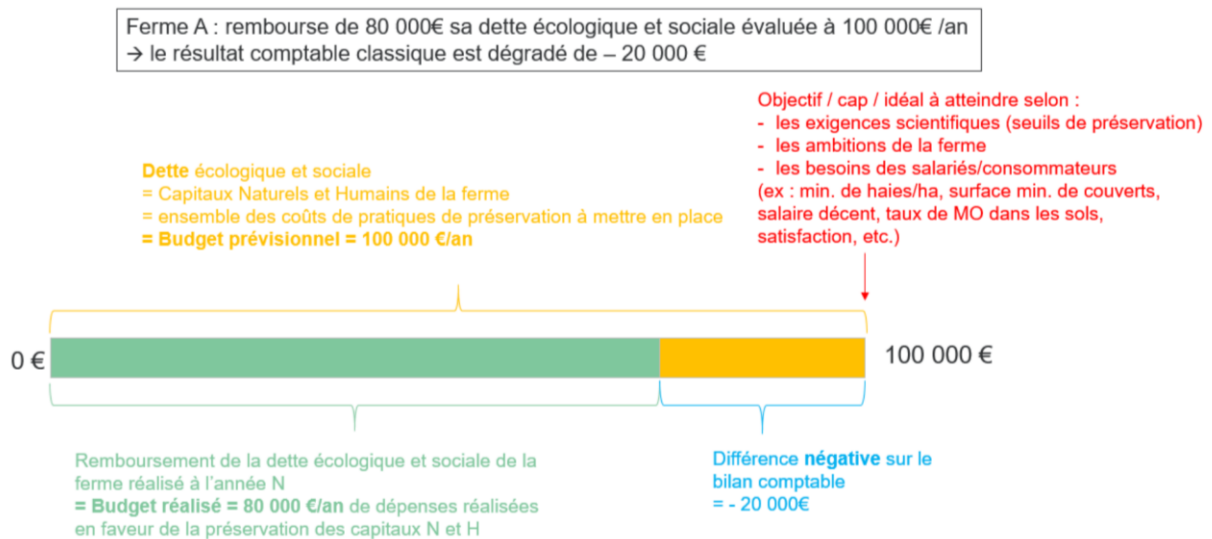 Ferme A : rembourse de 80 000€ sa dette écologique et sociale évaluée à 100 000€ /an
→ le résultat comptable classique est dégradé de – 20 000 €
Objectif / cap / idéal à atteindre selon :
- les exigences scientifiques (seuils de préservation)
- les ambitions de la ferme
- les besoins des salariés/consommateurs
(ex : min. de haies/ha, surface min. de couverts,
salaire décent, taux de MO dans les sols,
satisfaction, etc.)
Dette écologique et sociale
= Capitaux Naturels et Humains de la ferme
= ensemble des coûts de pratiques de préservation à mettre en place
= Budget prévisionnel = 100 000 €/an
0 €
100 000 €
Remboursement de la dette écologique et sociale de la
ferme réalisé à l'année N
= Budget réalisé = 80 000 €/an de dépenses réalisées
en faveur de la préservation des capitaux N et H
Différence négative sur le
bilan comptable
= - 20 000€